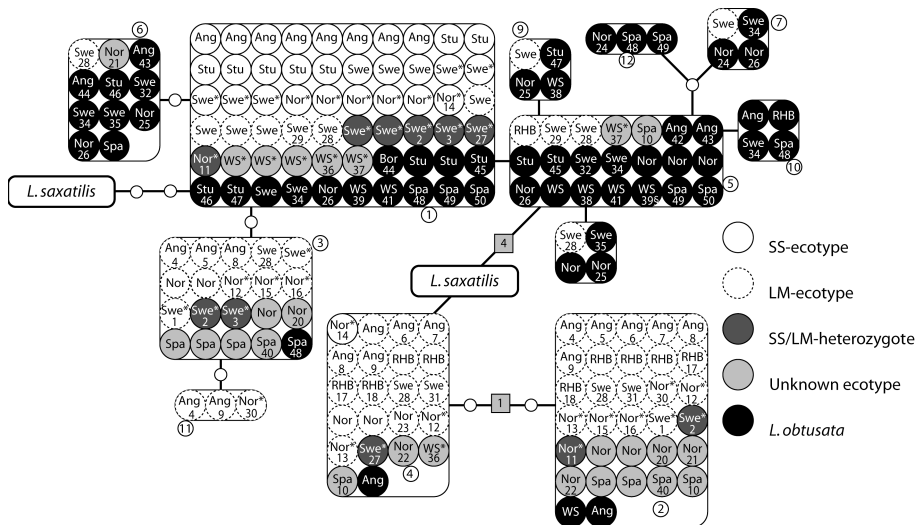 6
Swe 28 Nor 21 Ang 43
Ang 44 Stu 46 Swe 32
Swe 34 Swe 35 Nor 25
Nor 26 Spa
Ang Ang Ang Ang Ang Ang Ang Stu Stu
Stu Stu Stu Stu Stu Stu Stu Swe* Swe*
Swe* Swe* Swe* Nor* Nor* Nor* Nor* Nor* 14 Swe
Swe Swe Swe Swe 29 Swe 28 Swe* Swe* Swe* 2 Swe* 3 Swe* 27
Nor* 11 WS* WS* WS* WS* 36 WS* 37 Bor 44 Stu Stu Stu 45
Stu 46 Stu 47 Swe Swe 34 Nor 26 WS 39 WS 41 Spa 48 Spa 49 Spa 50
1
L. saxatilis
9
Swe Stu 47
Nor 25 WS 38
Nor 24 Spa 48 Spa 49
12
Swe Swe 34
Nor 24 Nor 26
7
RHB Swe 29 Swe 28 WS* 37 Spa 10 Ang 42 Ang 43
Stu Stu 45 Swe 32 Swe 34 Nor Nor Nor
Nor 26 WS WS 38 WS 41 WS 39§ Spa 49 Spa 50
5
Ang RHB
Swe 34 Spa 48
10
Swe 28 Swe 35
Nor Nor 25
4
L. saxatilis
3
Ang 4 Ang 5 Ang 8 Swe 28 Swe*
Nor Nor Nor* 12 Nor* 15 Nor* 16
Swe* 1 Swe* 2 Swe* 3 Nor Nor 20
Spa Spa Spa Spa 40 Spa 48
Ang 4 Ang 9 Nor* 30
11
Nor* 14 Ang Ang 6 Ang 7
Ang 8 Ang 9 RHB RHB
RHB 17 RHB 18 Swe 28 Swe 31
Nor Nor Nor 23 Nor* 12
Nor* 13 Swe* 27 Nor 22 WS* 36
Spa 10 Ang
4
1
Ang 4 Ang 5 Ang 6 Ang 7 Ang 8
Ang 9 RHB RHB RHB RHB 17
RHB 18 Swe 28 Swe 31 Nor* 30 Nor* 12
Nor* 13 Nor* 15 Nor* 16 Swe* 1 Swe* 2
Nor* 11 Nor Nor Nor 20 Nor 21
Nor 22 Spa Spa Spa 40 Spa 10
WS Ang
2
SS-ecotype
LM-ecotype
SS/LM-heterozygote
Unknown ecotype
L. obtusata